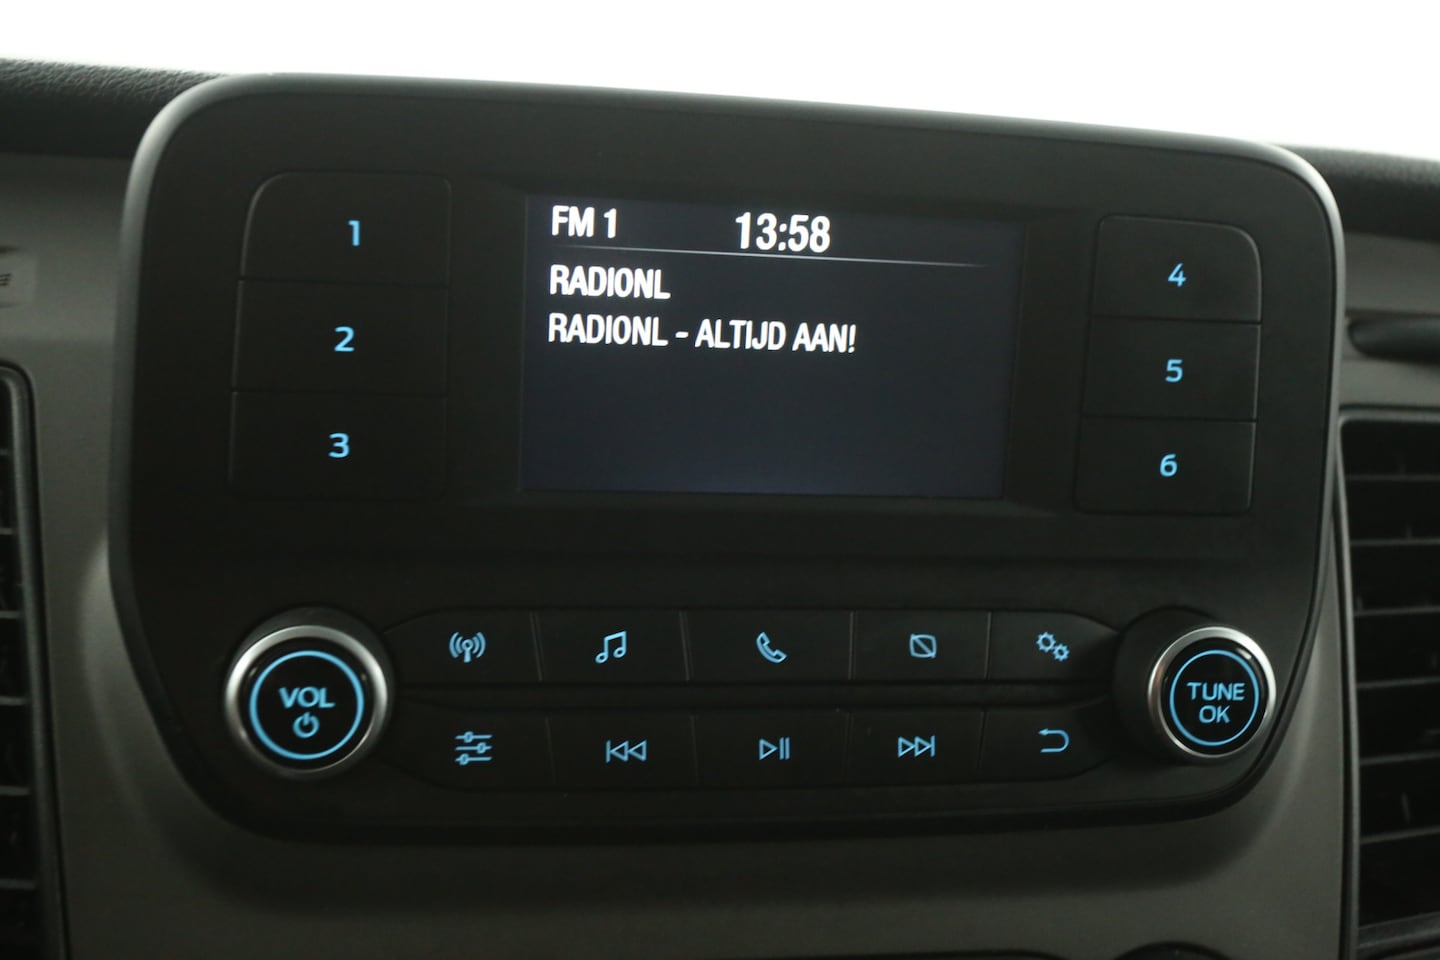 FM 1 13:58
RADIONL
RADIONL - ALTIJD AAN!
1
2
3
4
5
6
VOL
TUNE
OK